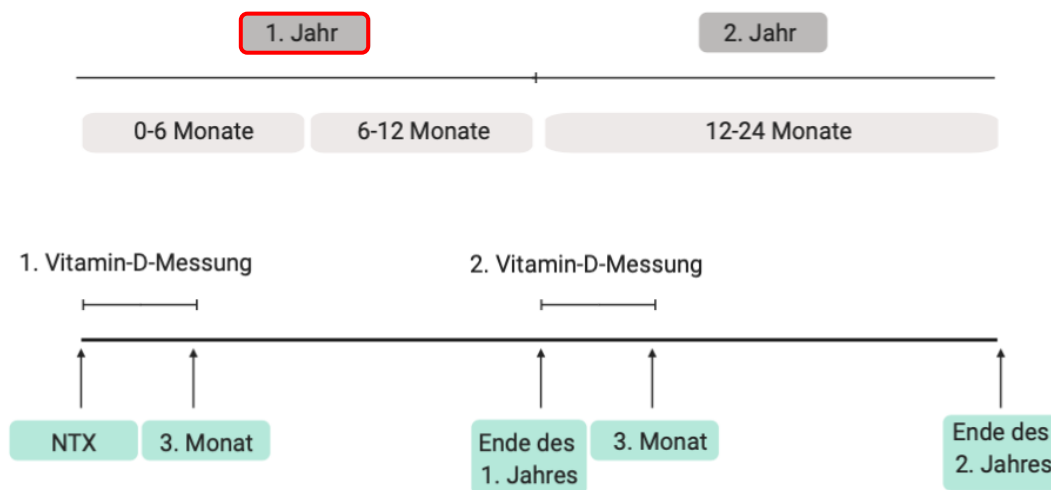 1. Jahr
2. Jahr
0-6 Monate
6-12 Monate
12-24 Monate
1. Vitamin-D-Messung
2. Vitamin-D-Messung
NTX
3. Monat
Ende des
1. Jahres
3. Monat
Ende des
2. Jahres